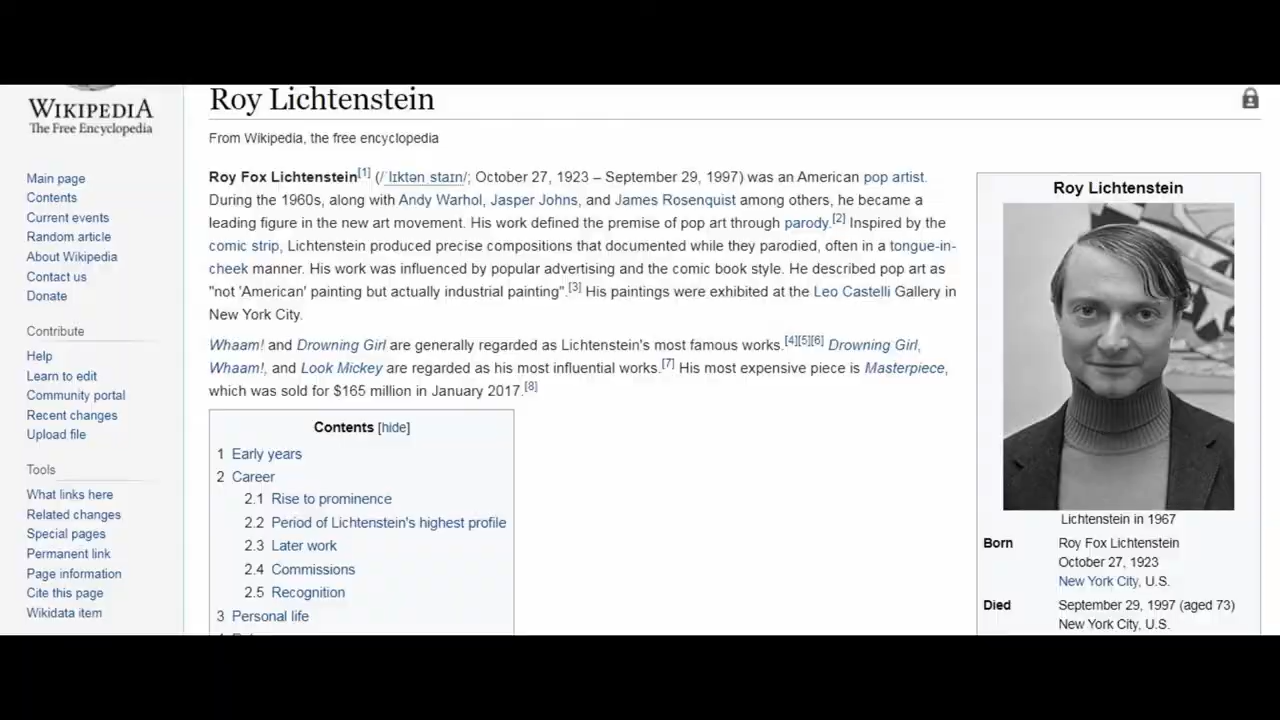 WIKIPEDIA
The Free Encyclopedia
Main page
Contents
Current events
Random article
About Wikipedia
Contact us
Donate
Contribute
Help
Learn to edit
Community portal
Recent changes
Upload file
Tools
What links here
Related changes
Special pages
Permanent link
Page information
Cite this page
Wikidata item
Roy Lichtenstein
From Wikipedia, the free encyclopedia
Roy Fox Lichtenstein[1] (/ˈlɪktənˌstaɪn/; October 27, 1923 – September 29, 1997) was an American pop artist.
During the 1960s, along with Andy Warhol, Jasper Johns, and James Rosenquist among others, he became a
leading figure in the new art movement. His work defined the premise of pop art through parody.[2] Inspired by the
comic strip, Lichtenstein produced precise compositions that documented while they parodied, often in a tongue-in-
cheek manner. His work was influenced by popular advertising and the comic book style. He described pop art as
"not 'American' painting but actually industrial painting".[3] His paintings were exhibited at the Leo Castelli Gallery in
New York City.
Whaam! and Drowning Girl are generally regarded as Lichtenstein's most famous works.[4][5][6] Drowning Girl,
Whaam!, and Look Mickey are regarded as his most influential works.[7] His most expensive piece is Masterpiece,
which was sold for $165 million in January 2017.[8]
Contents [hide]
1 Early years
2 Career
2.1 Rise to prominence
2.2 Period of Lichtenstein's highest profile
2.3 Later work
2.4 Commissions
2.5 Recognition
3 Personal life
Roy Lichtenstein
Lichtenstein in 1967
Born Roy Fox Lichtenstein
October 27, 1923
New York City, U.S.
Died September 29, 1997 (aged 73)
New York City, U.S.